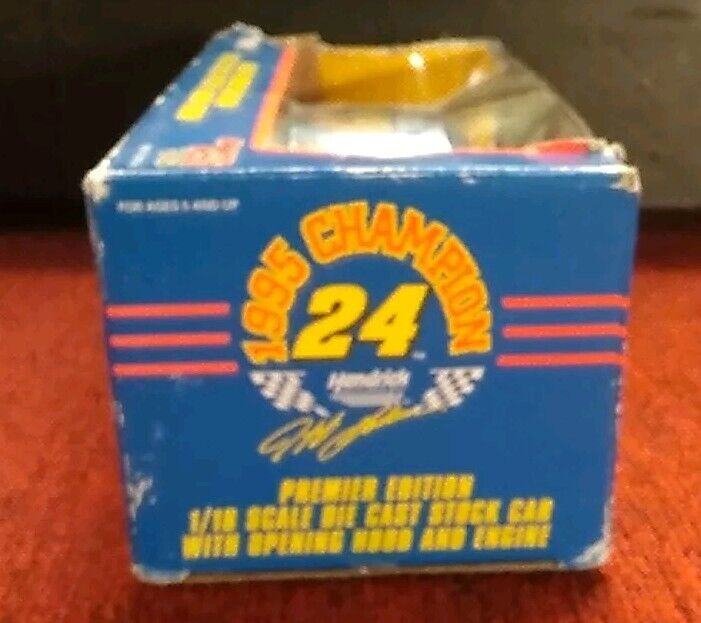 FOR AGES 5 AND UP
1995 CHAMPION
24
Hendrick
PREMIER EDITION
1/18 SCALE DIE CAST STOCK CAR
WITH OPENING HOOD AND ENGINE